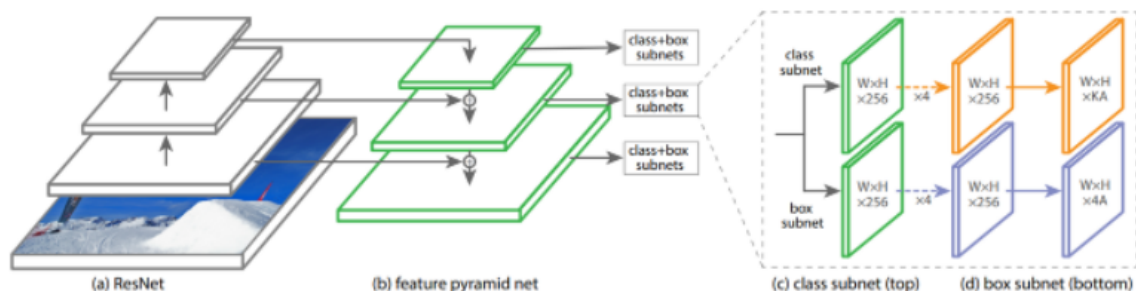 class+box
subnets
class+box
subnets
class+box
subnets
class
subnet
W×H
×256
×4
W×H
×256
W×H
×KA
box
subnet
W×H
×256
×4
W×H
×256
W×H
×4A
(a) ResNet
(b) feature pyramid net
(c) class subnet (top)
(d) box subnet (bottom)